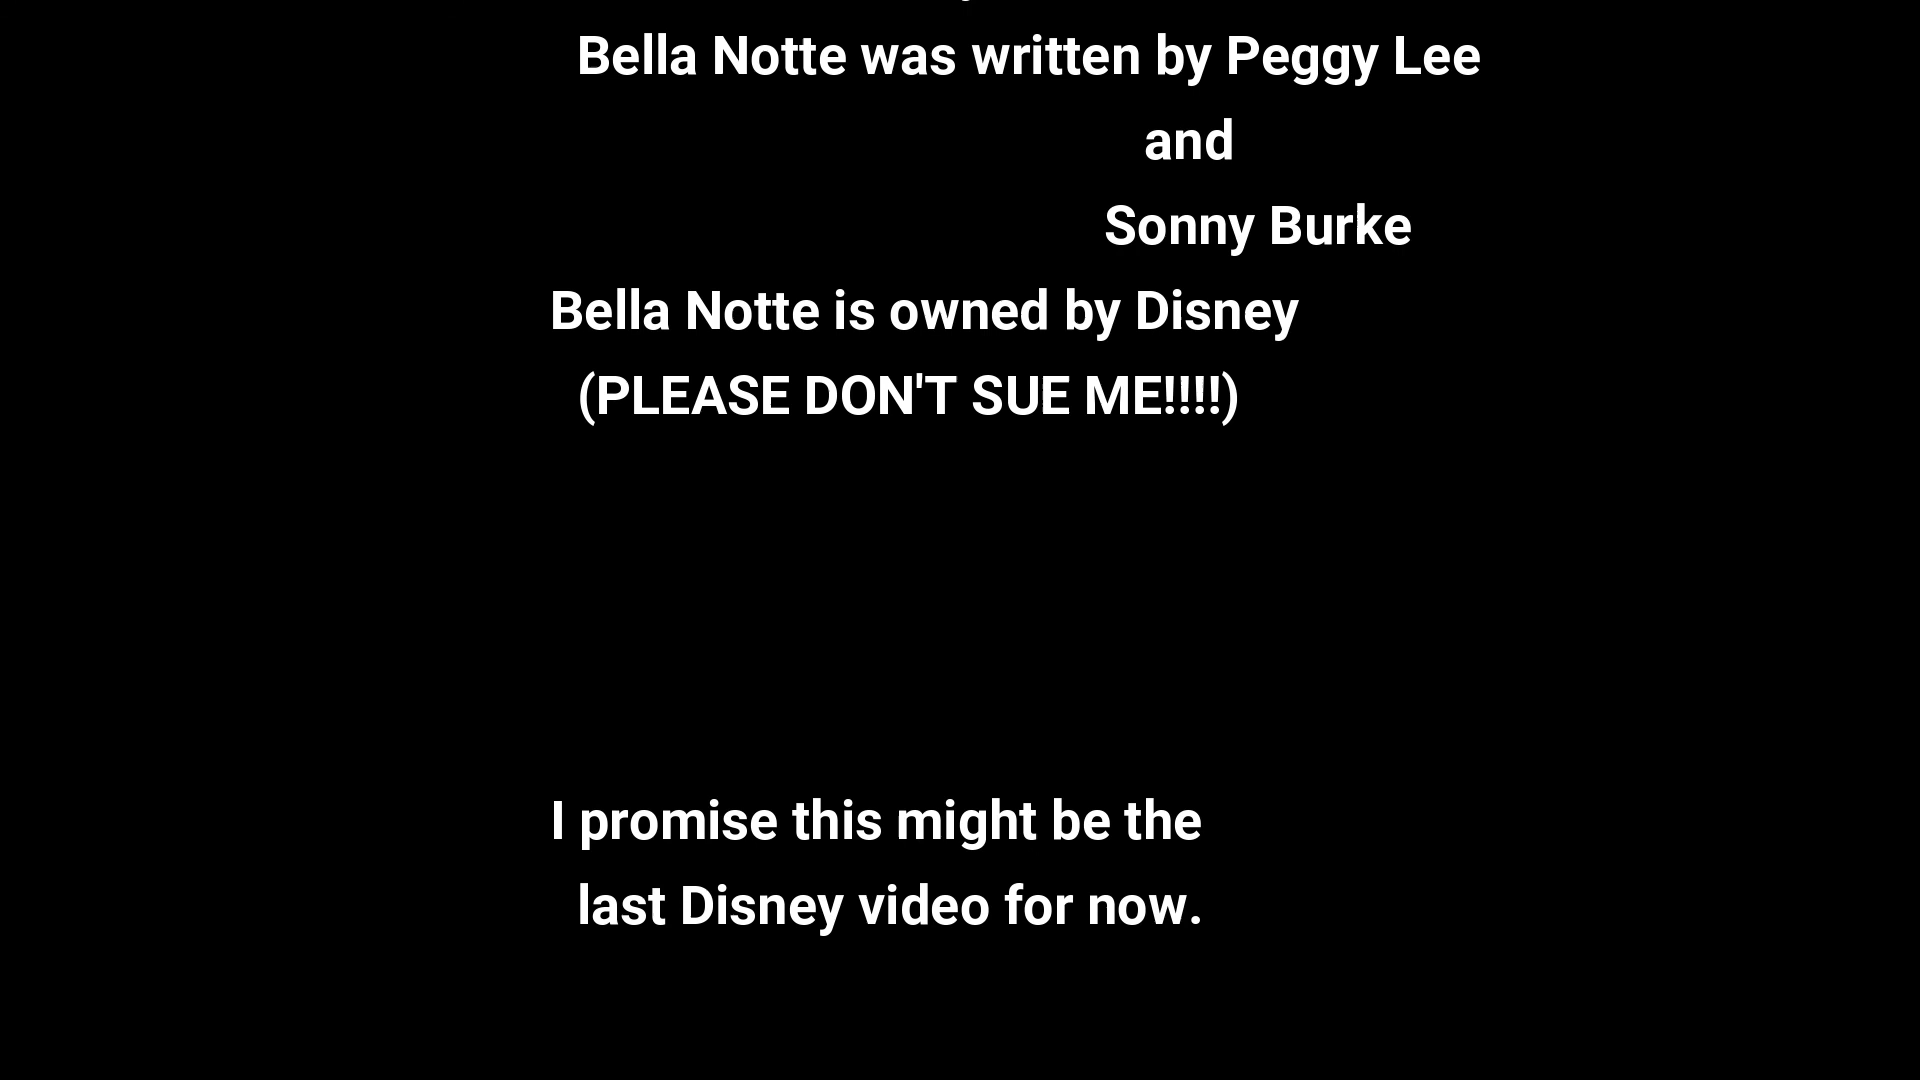 Bella Notte was written by Peggy Lee
and
Sonny Burke
Bella Notte is owned by Disney
(PLEASE DON'T SUE ME!!!!)
I promise this might be the
last Disney video for now.